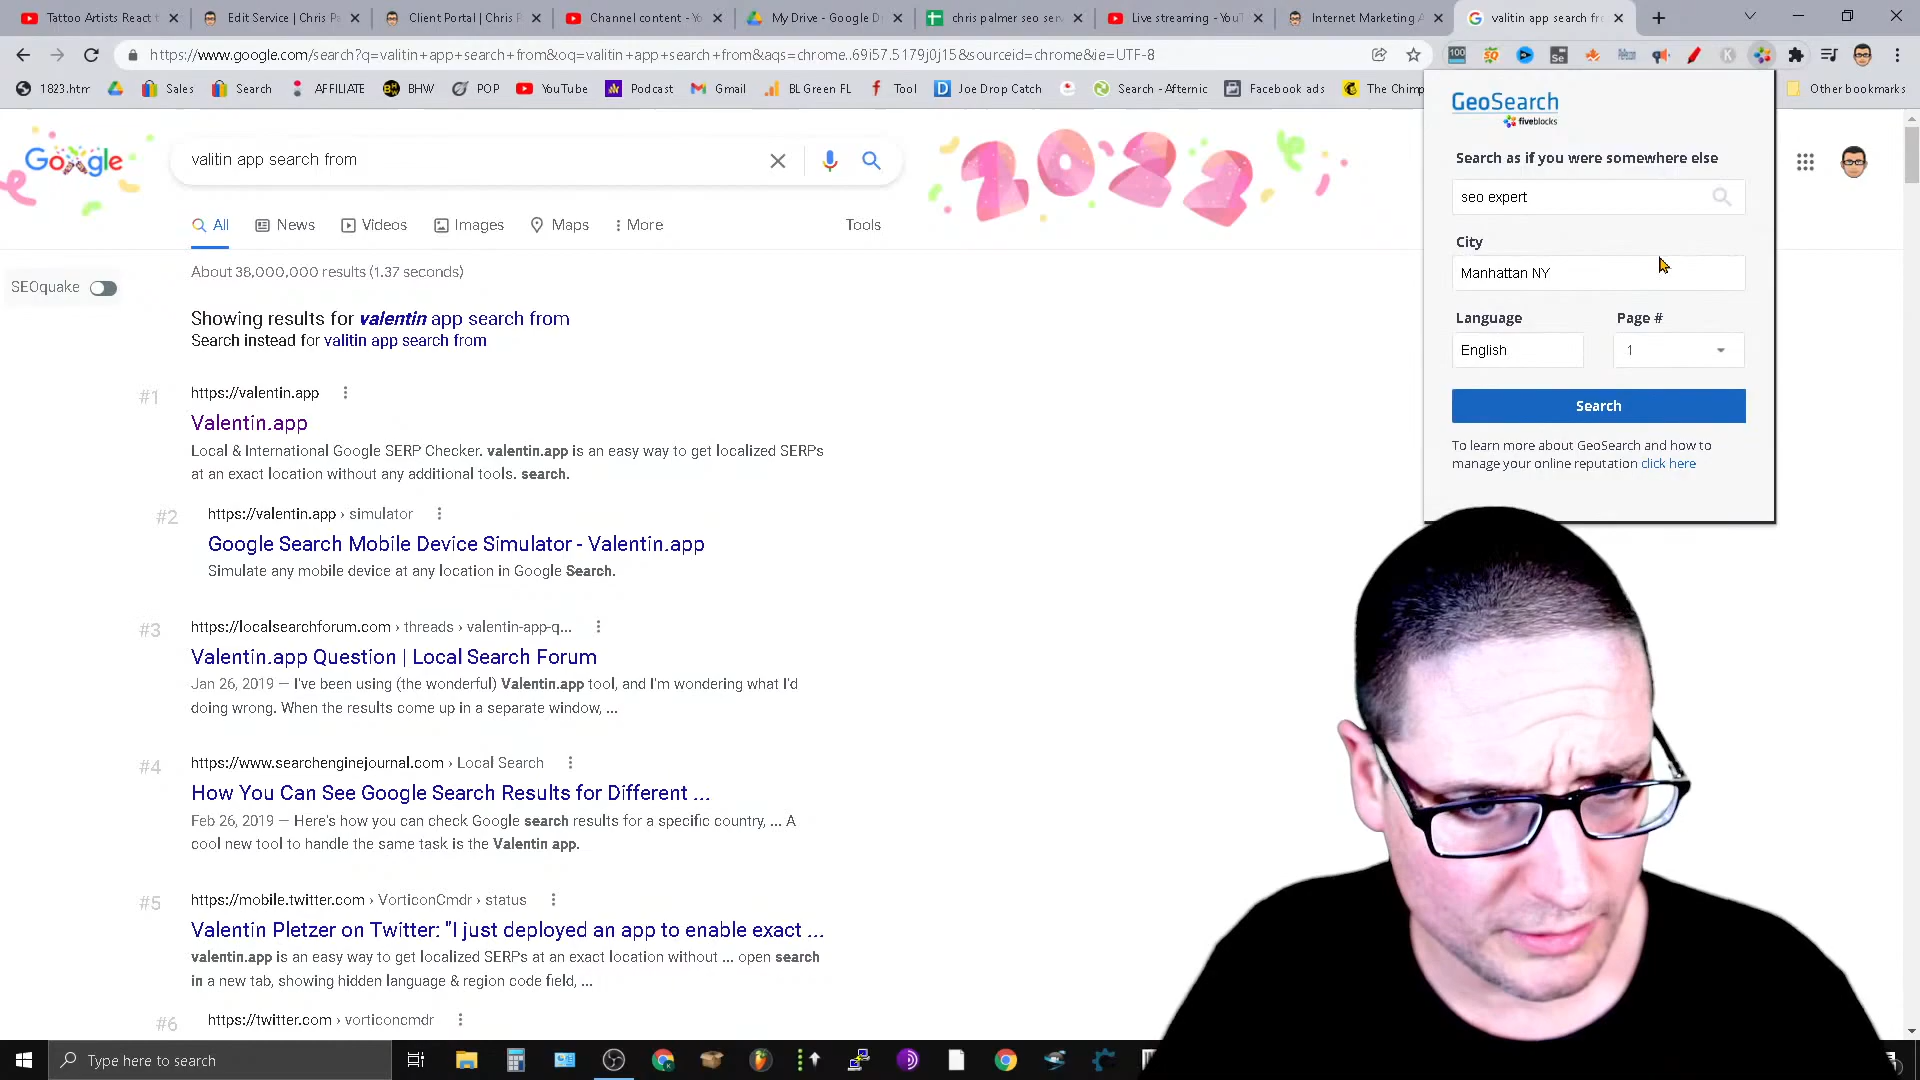 Tattoo Artists React
Edit Service | Chris P
Client Portal | Chris P
Channel content - Yo
My Drive - Google D
chris palmer seo ser
Live streaming - YouT
Internet Marketing A
valitin app search fr
https://www.google.com/search?q=valitin+app+search+from&oq=valitin+app+search+from&aqs=chrome..69i57.5179j0j15&sourceid=chrome&ie=UTF-8
1823.htm
Sales
Search
AFFILIATE
BHW
POP
YouTube
Podcast
Gmail
BL Green FL
Tool
Joe Drop Catch
Search - Afternic
Facebook ads
The Chimp
Other bookmarks
Google
valitin app search from
2022
All
News
Videos
Images
Maps
More
Tools
About 38,000,000 results (1.37 seconds)
SEOquake
Showing results for valentin app search from
Search instead for valitin app search from
#1
https://valentin.app
Valentin.app
Local & International Google SERP Checker. valentin.app is an easy way to get localized SERPs
at an exact location without any additional tools. search.
#2
https://valentin.app › simulator
Google Search Mobile Device Simulator - Valentin.app
Simulate any mobile device at any location in Google Search.
#3
https://localsearchforum.com › threads › valentin-app-q...
Valentin.app Question | Local Search Forum
Jan 26, 2019 — I've been using (the wonderful) Valentin.app tool, and I'm wondering what I'd
doing wrong. When the results come up in a separate window, ...
#4
https://www.searchenginejournal.com › Local Search
How You Can See Google Search Results for Different ...
Feb 26, 2019 — Here's how you can check Google search results for a specific country, ... A
cool new tool to handle the same task is the Valentin app.
#5
https://mobile.twitter.com › VorticonCmdr › status
Valentin Pletzer on Twitter: "I just deployed an app to enable exact ...
valentin.app is an easy way to get localized SERPs at an exact location without ... open search
in a new tab, showing hidden language & region code field, ...
#6
https://twitter.com › vorticoncmdr
GeoSearch
fiveblocks
Search as if you were somewhere else
seo expert
City
Manhattan NY
Language
Page #
English
1
Search
To learn more about GeoSearch and how to
manage your online reputation click here
Type here to search